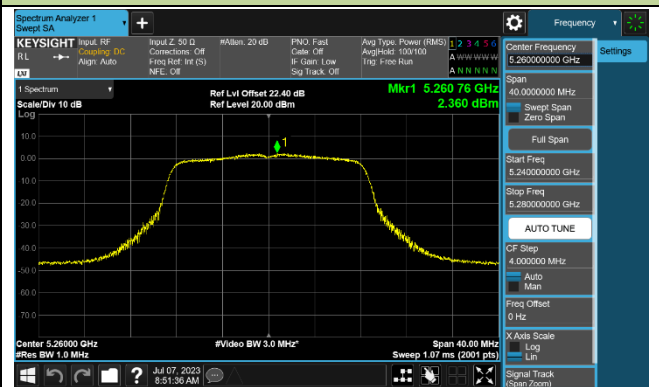 Spectrum Analyzer 1
Swept SA
+
Frequency
KEYSIGHT
RL
LXI
Input: RF
Coupling: DC
Align: Auto
Input Z: 50 Ω
Corrections: Off
Freq Ref: Int (S)
NFE: Off
#Atten: 20 dB
PNO: Fast
Gate: Off
IF Gain: Low
Sig Track: Off
Avg Type: Power (RMS)
Avg|Hold: 100/100
Trig: Free Run
1 2 3 4 5 6
A W W W W W
A N N N N N
1 Spectrum
Scale/Div 10 dB
Log
Ref Lvl Offset 22.40 dB
Ref Level 20.00 dBm
Mkr1 5.260 76 GHz
2.360 dBm
1
10.0
0.00
-10.0
-20.0
-30.0
-40.0
-50.0
-60.0
-70.0
Center 5.26000 GHz
#Res BW 1.0 MHz
#Video BW 3.0 MHz*
Span 40.00 MHz
Sweep 1.07 ms (2001 pts)
Jul 07, 2023
8:51:36 AM
?
Center Frequency
5.260000000 GHz
Span
40.0000000 MHz
Swept Span
Zero Span
Full Span
Start Freq
5.240000000 GHz
Stop Freq
5.280000000 GHz
AUTO TUNE
CF Step
4.000000 MHz
Auto
Man
Freq Offset
0 Hz
X Axis Scale
Log
Lin
Signal Track
(Span Zoom)
Settings